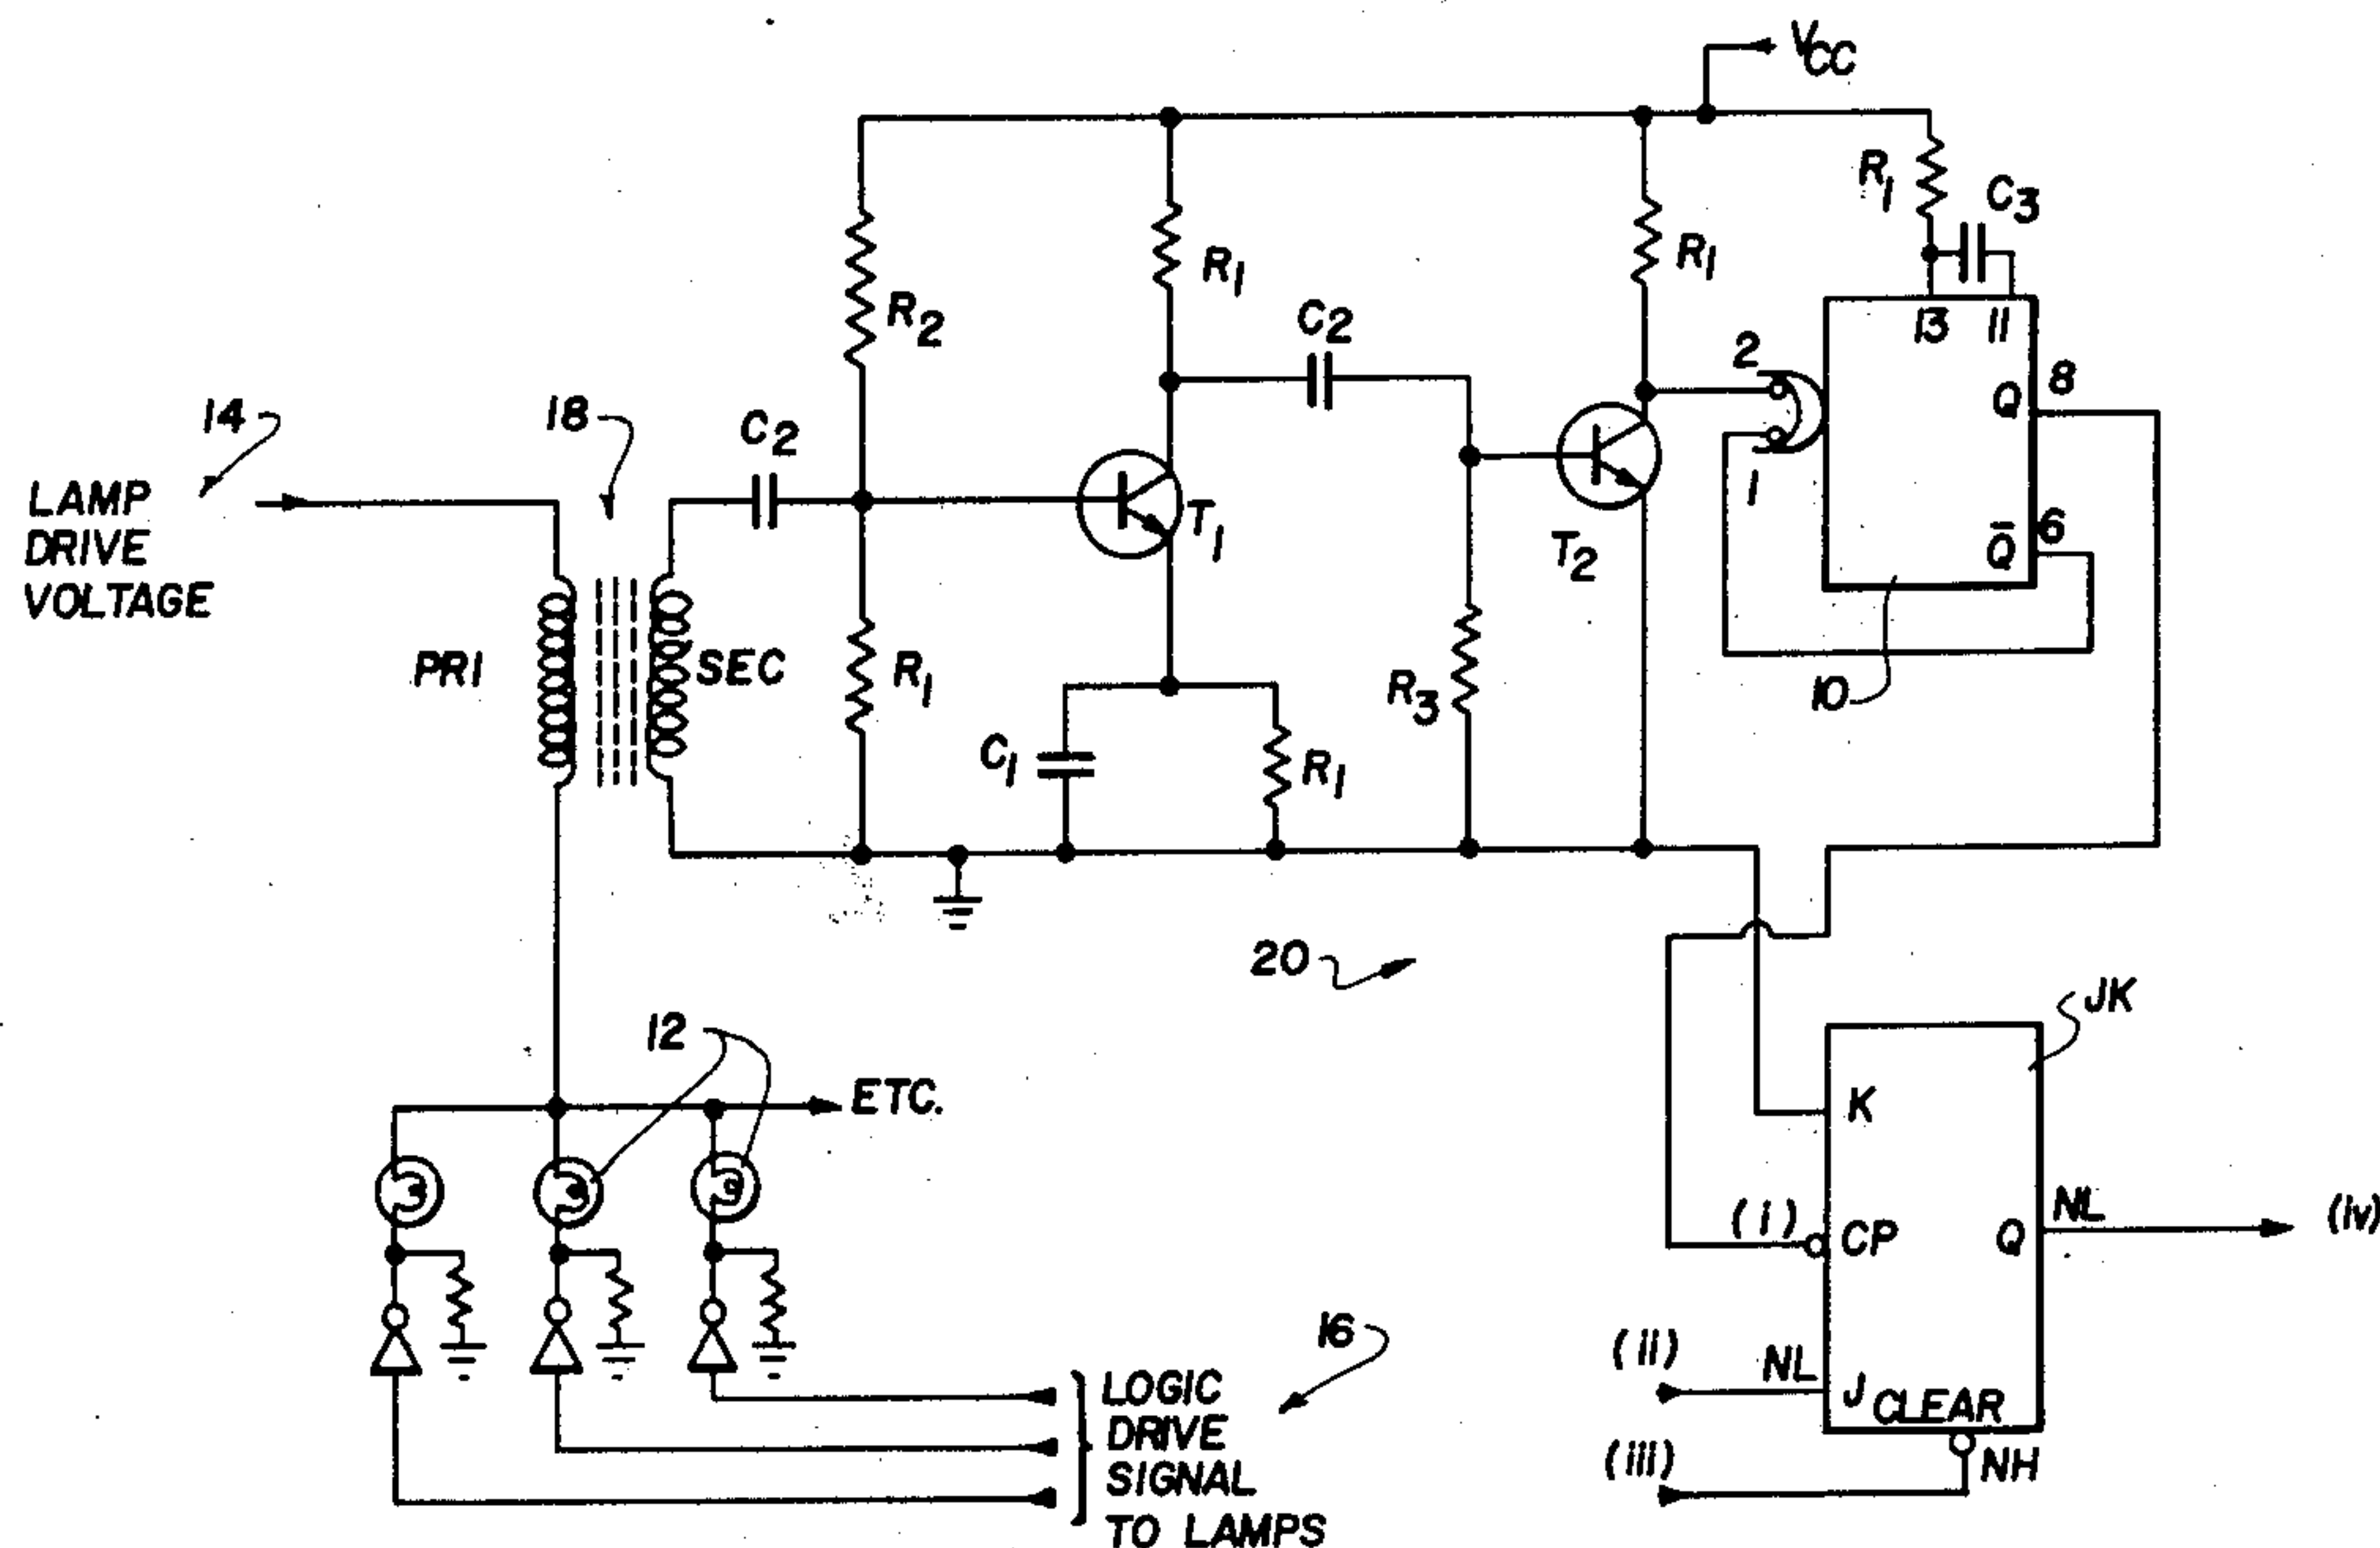 VCC
R1
C3
R2
R1
R1
C2
13 11
2
8
Q
14
18
C2
1
T1
T2
6
Q̅
LAMP
DRIVE
VOLTAGE
PRI
SEC
R1
R3
10
C1
R1
20
JK
12
ETC.
K
(i)
CP
Q
NL
(iv)
16
(ii)
NL
J
CLEAR
(iii)
NH
LOGIC
DRIVE
SIGNAL
TO LAMPS